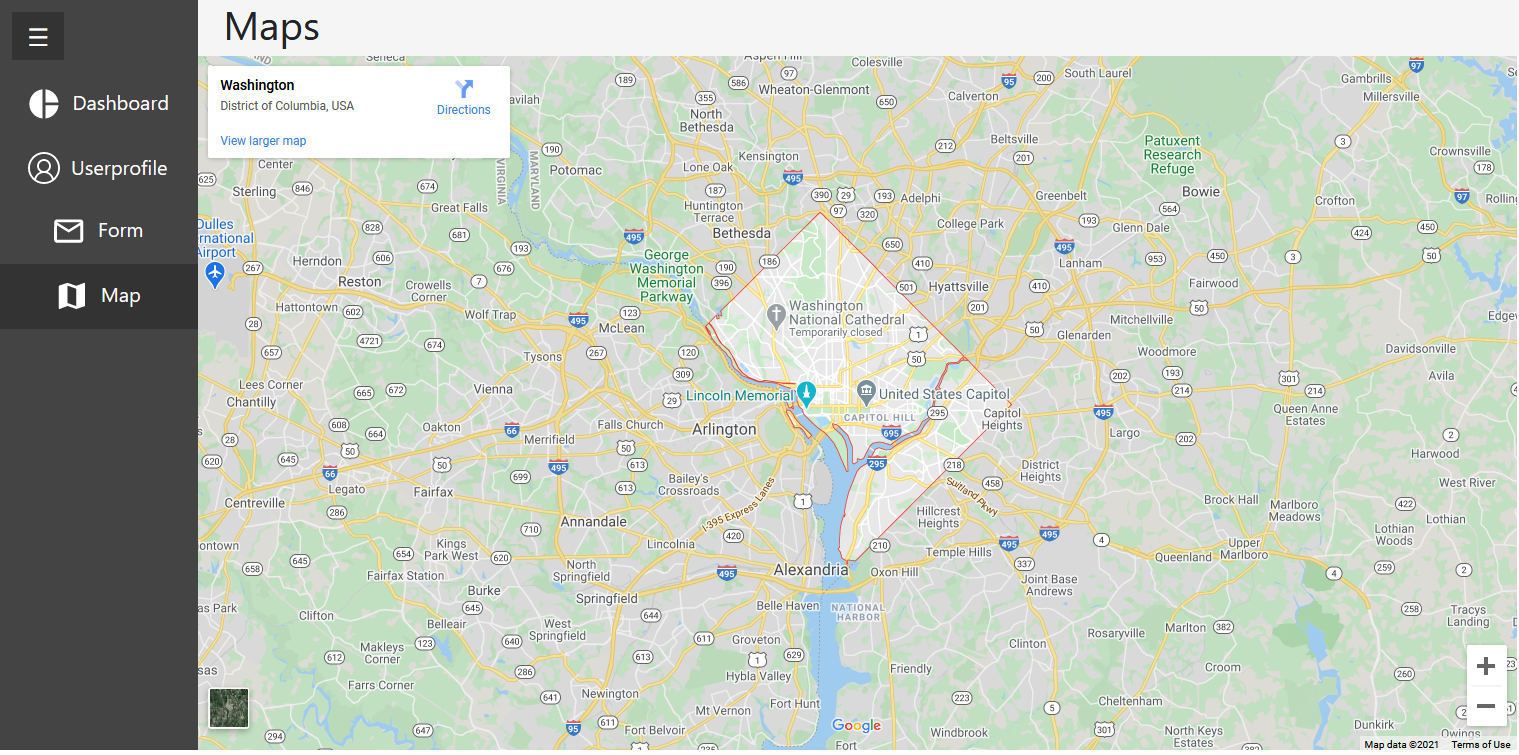 Maps
Dashboard
Userprofile
Form
Map
Washington
District of Columbia, USA
Directions
View larger map
Seneca
Aspen Hill
Colesville
South Laurel
Gambrills
Millersville
Wheaton-Glenmont
Calverton
North
Bethesda
Beltsville
Patuxent
Research
Refuge
Crownsville
Center
Potomac
Lone Oak
Kensington
VIRGINIA
MARYLAND
Sterling
Great Falls
Huntington
Terrace
Adelphi
Greenbelt
Bowie
Crofton
Dulles
Bethesda
College Park
Glenn Dale
Herndon
Reston
George
Washington
Memorial
Parkway
Lanham
Crowells
Corner
Hyattsville
Fairwood
Hattontown
Wolf Trap
McLean
Washington
National Cathedral
Temporarily closed
Mitchellville
Glenarden
Woodmore
Davidsonville
Tysons
Lees Corner
Chantilly
Vienna
Lincoln Memorial
United States Capitol
Avila
CAPITOL HILL
Capitol
Heights
Queen Anne
Estates
Oakton
Merrifield
Falls Church
Arlington
Largo
Harwood
Legato
Fairfax
Bailey's
Crossroads
District
Heights
West River
Centreville
Annandale
I-395 Express Lanes
Suitland Pkwy
Hillcrest
Heights
Brock Hall
Marlboro
Meadows
Lothian
Lothian
Woods
Kings
Park West
Lincolnia
Temple Hills
Queenland
Upper
Marlboro
Fairfax Station
North
Springfield
Alexandria
Oxon Hill
Joint Base
Andrews
Burke
Springfield
Belle Haven
NATIONAL
HARBOR
Clifton
Belleair
West
Springfield
Groveton
Clinton
Rosaryville
Marlton
Tracys
Landing
Makleys
Corner
Hybla Valley
Friendly
Croom
Farrs Corner
Newington
Mt Vernon
Fort Hunt
Cheltenham
Fort Belvoir
Google
Fort
Windbrook
North Keys
Estates
Dunkirk
Owings
Map data ©2021
Terms of Use